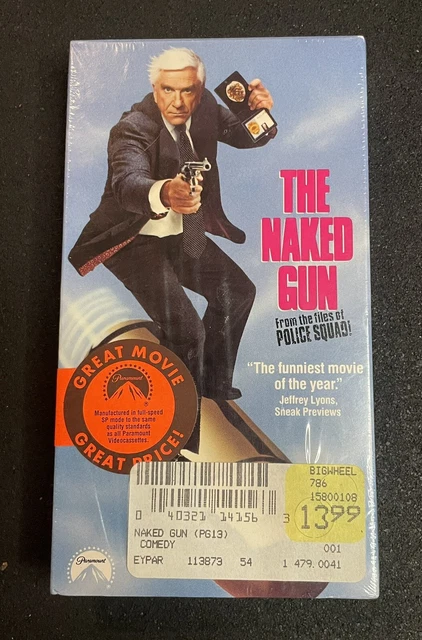 THE
NAKED
GUN
From the files of
POLICE SQUAD!
"The funniest movie
of the year."
Jeffrey Lyons,
Sneak Previews
GREAT MOVIE
Paramount
Manufactured in full-speed
SP mode to the same
quality standards
as all Paramount
Videocassettes.
GREAT PRICE!
BIGWHEEL
786
15800108
1399
0 40321 14156 3
NAKED GUN (PG13)
COMEDY
001
EYPAR 113873 54 1 479.0041
Paramount